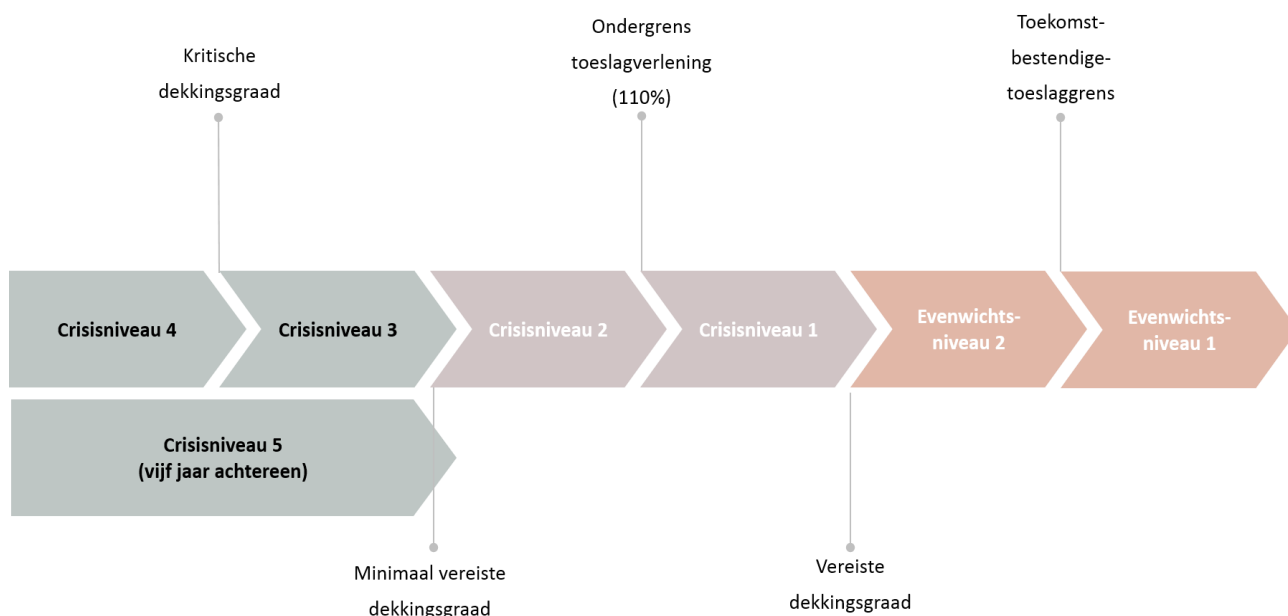 Kritische
dekkingsgraad
Ondergrens
toeslagverlening
(110%)
Toekomst-
bestendige-
toeslaggrens
Crisisniveau 4
Crisisniveau 3
Crisisniveau 2
Crisisniveau 1
Evenwichts-
niveau 2
Evenwichts-
niveau 1
Crisisniveau 5
(vijf jaar achtereen)
Minimaal vereiste
dekkingsgraad
Vereiste
dekkingsgraad